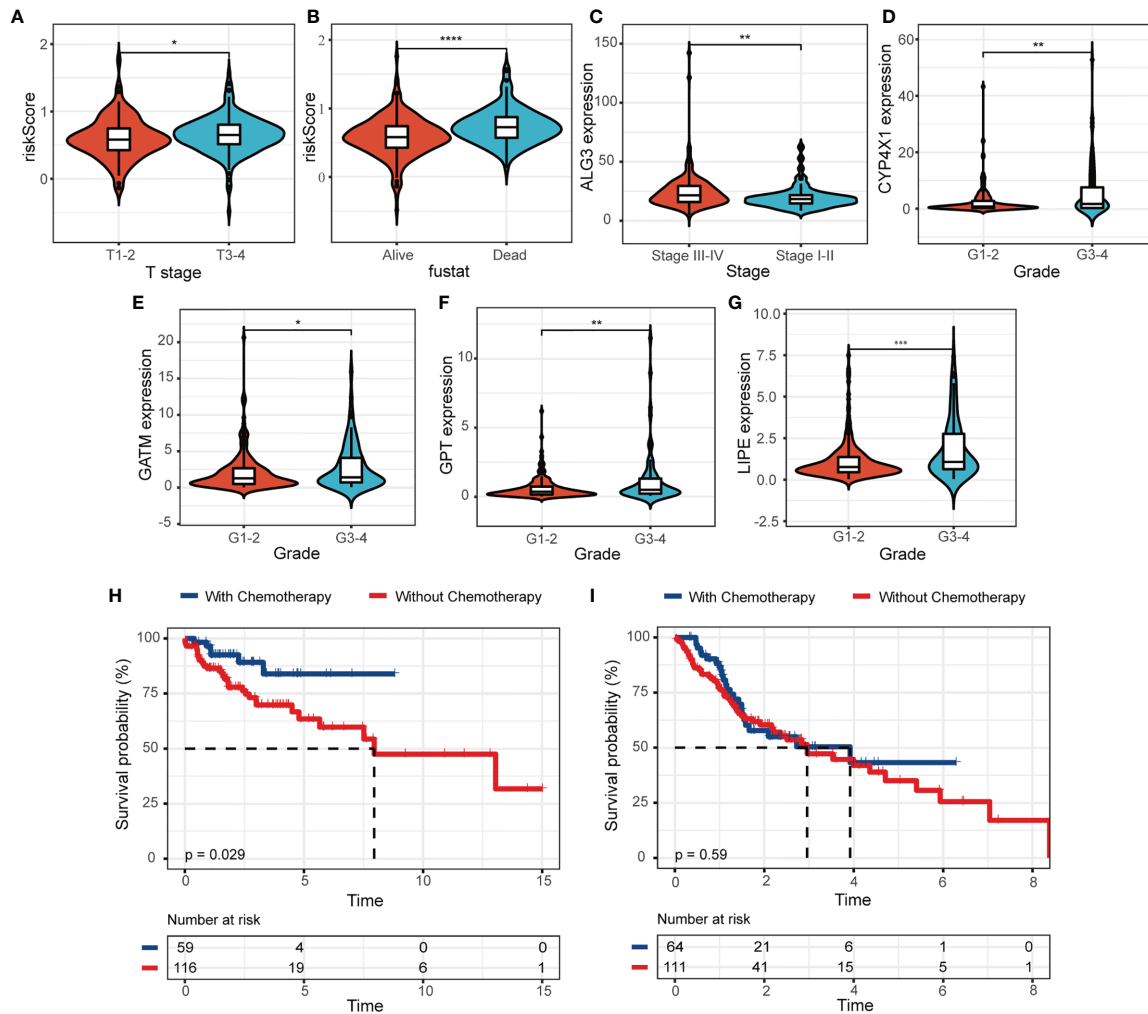 A
riskScore
2
1
0
*
T1-2 T3-4
T stage
B
riskScore
2
1
0
****
Alive Dead
fustat
C
ALG3 expression
150
100
50
0
**
Stage III-IV Stage I-II
Stage
D
CYP4X1 expression
60
40
20
0
**
G1-2 G3-4
Grade
E
GATM expression
20
15
10
5
0
-5
*
G1-2 G3-4
Grade
F
GPT expression
10
5
0
**
G1-2 G3-4
Grade
G
LIPE expression
10.0
7.5
5.0
2.5
0.0
-2.5
***
G1-2 G3-4
Grade
H
With Chemotherapy Without Chemotherapy
Survival probability (%)
100
75
50
25
0
p = 0.029
0 5 10 15
Time
Number at risk
59 4 0 0
116 19 6 1
0 5 10 15
Time
I
With Chemotherapy Without Chemotherapy
Survival probability (%)
100
75
50
25
0
p = 0.59
0 2 4 6 8
Time
Number at risk
64 21 6 1 0
111 41 15 5 1
0 2 4 6 8
Time